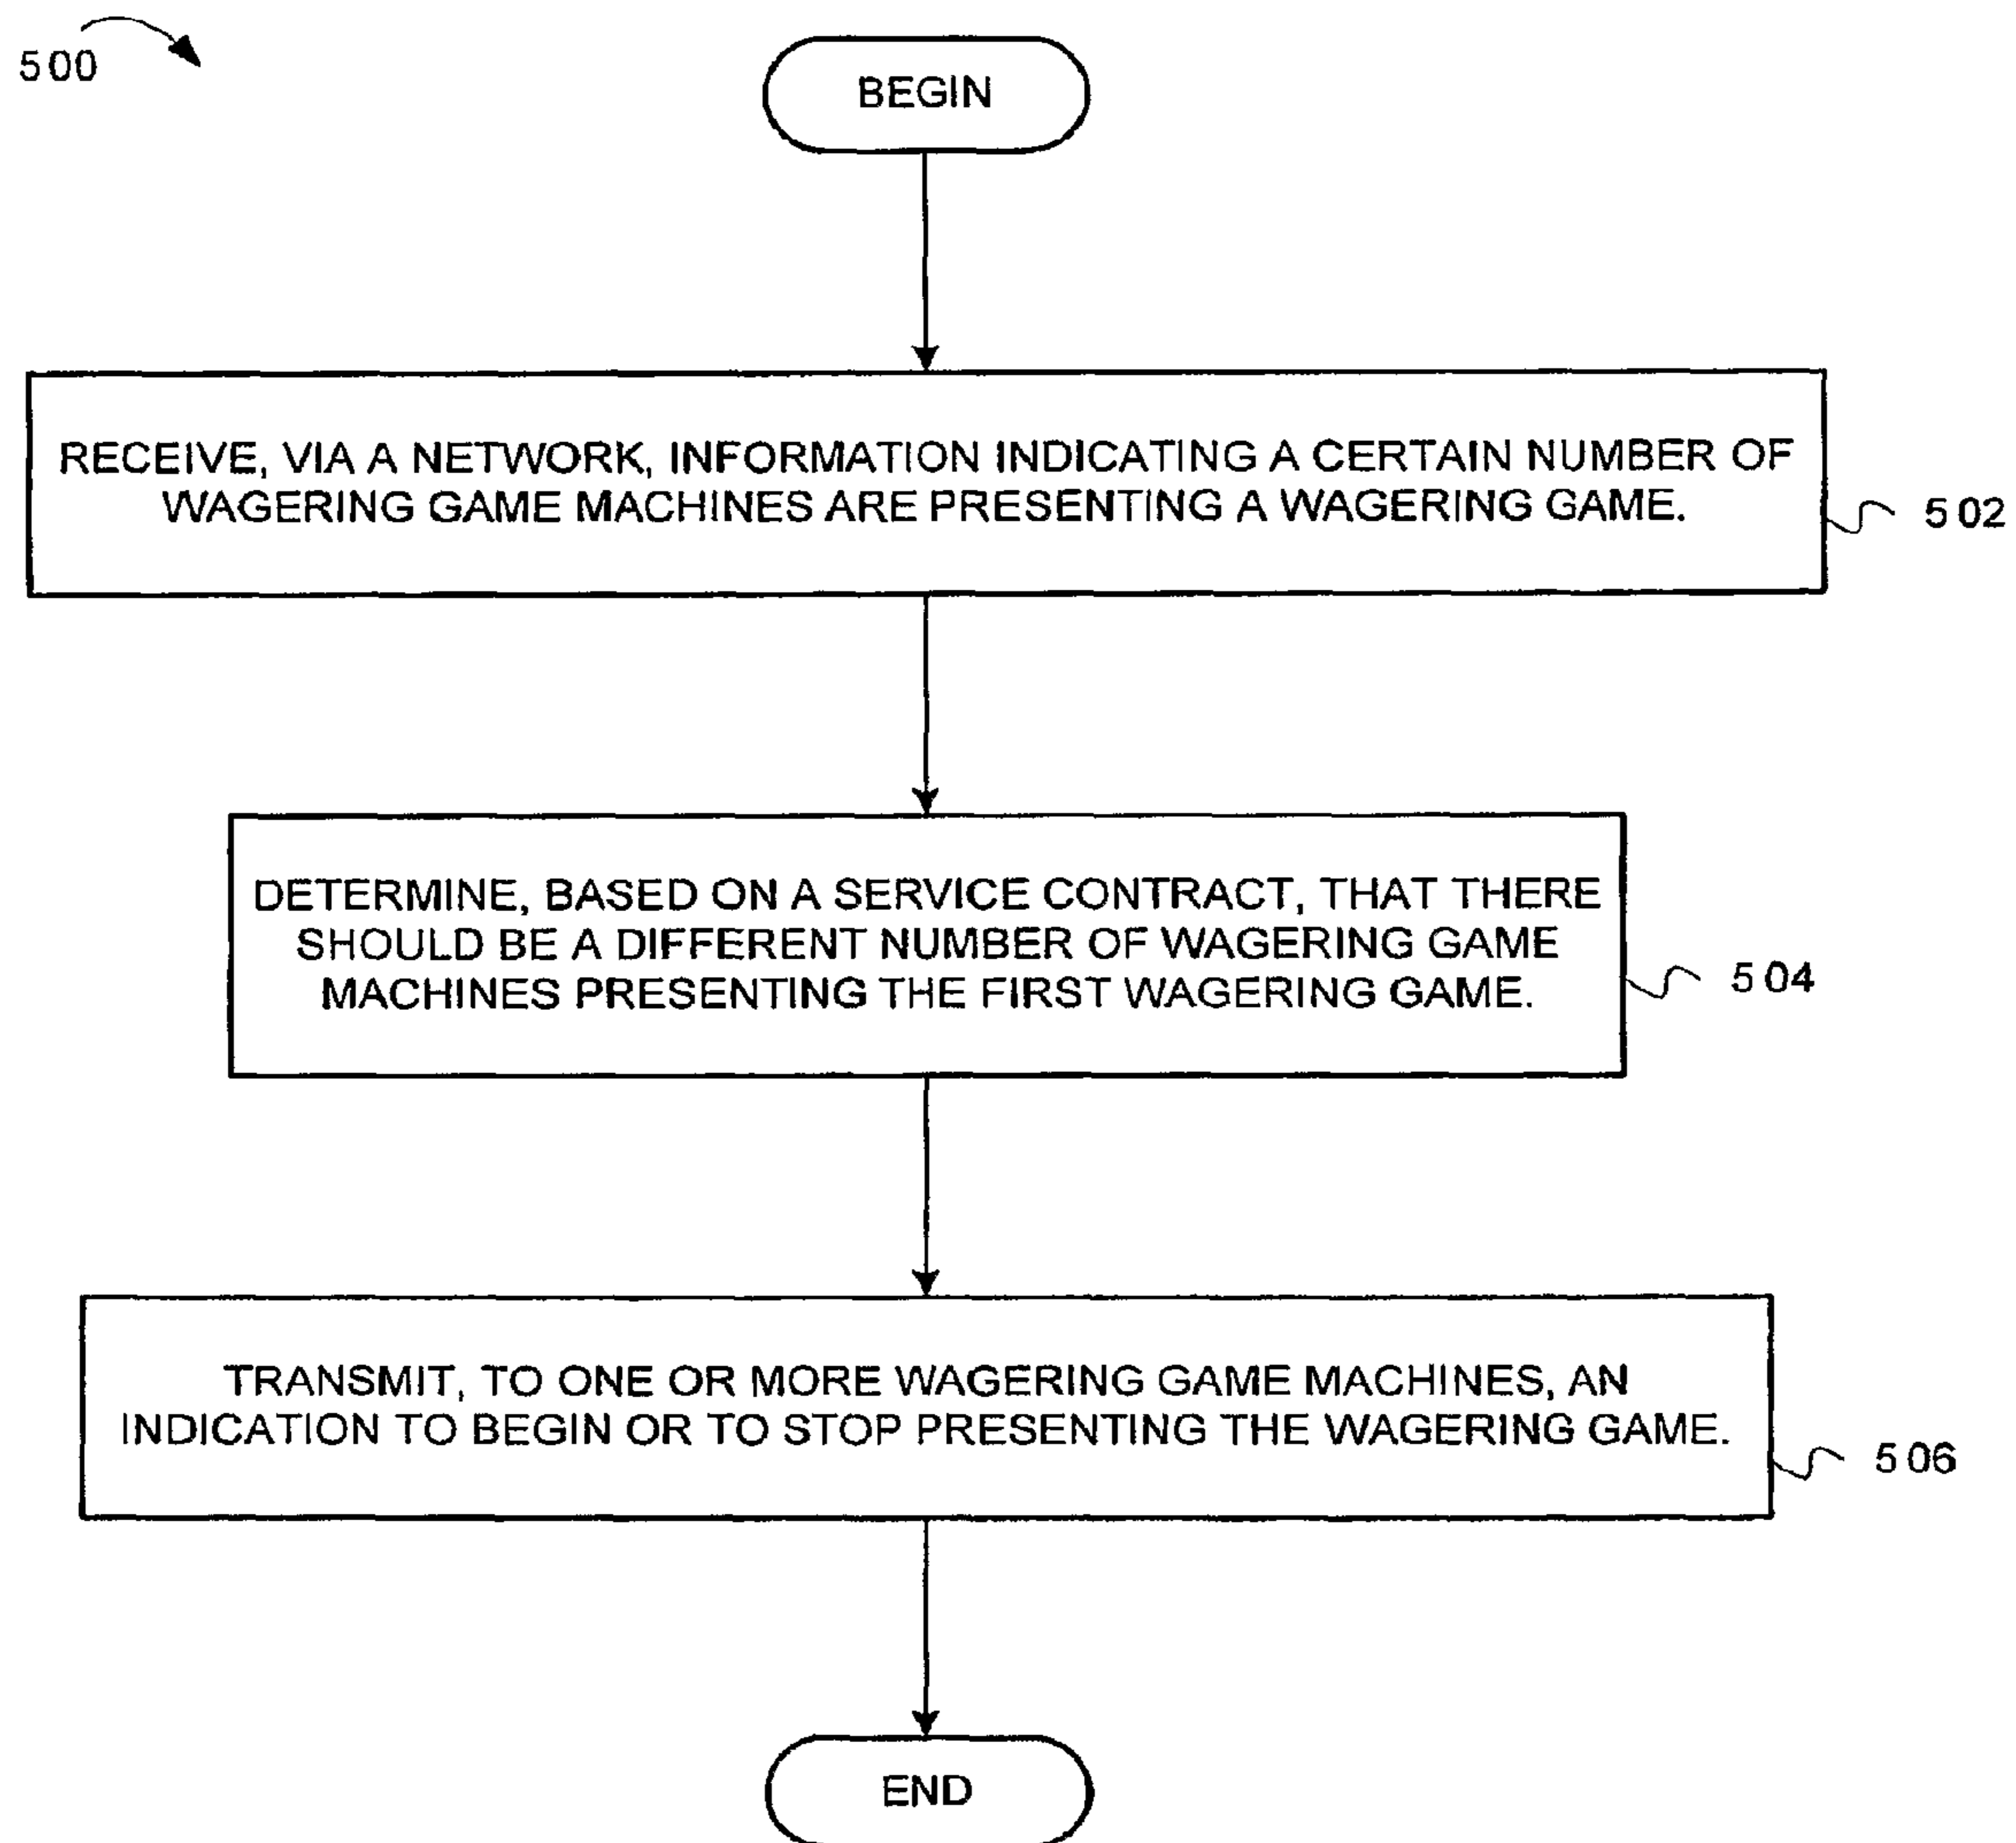 500
BEGIN
RECEIVE, VIA A NETWORK, INFORMATION INDICATING A CERTAIN NUMBER OF
WAGERING GAME MACHINES ARE PRESENTING A WAGERING GAME.
502
DETERMINE, BASED ON A SERVICE CONTRACT, THAT THERE
SHOULD BE A DIFFERENT NUMBER OF WAGERING GAME
MACHINES PRESENTING THE FIRST WAGERING GAME.
504
TRANSMIT, TO ONE OR MORE WAGERING GAME MACHINES, AN
INDICATION TO BEGIN OR TO STOP PRESENTING THE WAGERING GAME.
506
END